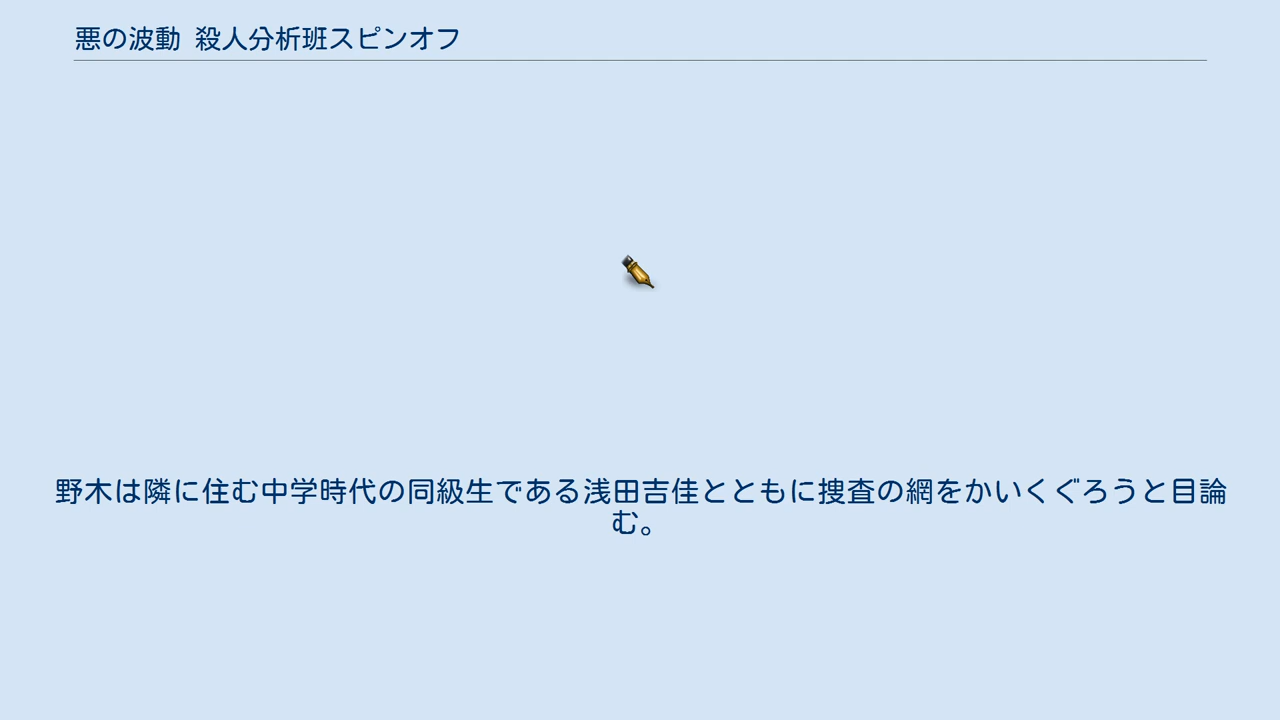 悪の波動 殺人分析班スピンオフ
野木は隣に住む中学時代の同級生である浅田吉佳とともに捜査の網をかいくぐろうと目論
む。